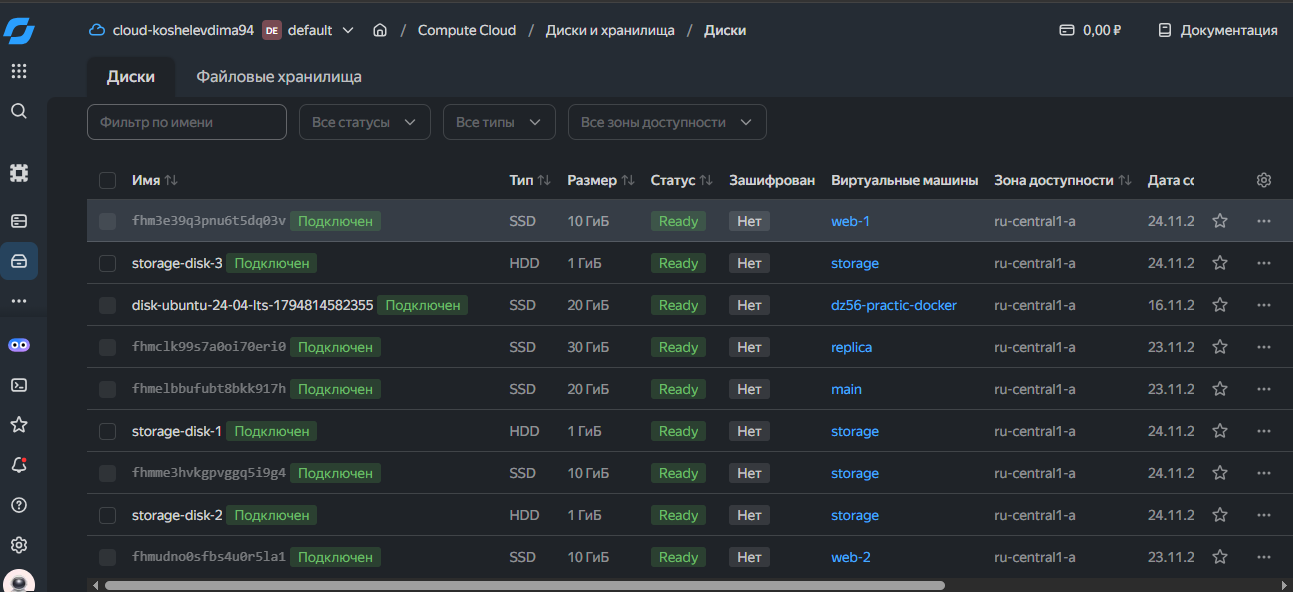 cloud-koshelevdima94 DE default / Compute Cloud / Диски и хранилища / Диски 0,00 ₽ Документация
Диски Файловые хранилища
Фильтр по имени Все статусы Все типы Все зоны доступности
Имя Тип Размер Статус Зашифрован Виртуальные машины Зона доступности Дата со
fhm3e39q3pnu6t5dq03v Подключен SSD 10 ГиБ Ready Нет web-1 ru-central1-a 24.11.2
storage-disk-3 Подключен HDD 1 ГиБ Ready Нет storage ru-central1-a 24.11.2
disk-ubuntu-24-04-lts-1794814582355 Подключен SSD 20 ГиБ Ready Нет dz56-practic-docker ru-central1-a 16.11.2
fhmclk99s7a0oi70eri0 Подключен SSD 30 ГиБ Ready Нет replica ru-central1-a 23.11.2
fhmelbbufubt8bkk917h Подключен SSD 20 ГиБ Ready Нет main ru-central1-a 23.11.2
storage-disk-1 Подключен HDD 1 ГиБ Ready Нет storage ru-central1-a 24.11.2
fhmme3hvkgpvggq5i9g4 Подключен SSD 10 ГиБ Ready Нет storage ru-central1-a 24.11.2
storage-disk-2 Подключен HDD 1 ГиБ Ready Нет storage ru-central1-a 24.11.2
fhmudno0sfbs4u0r5la1 Подключен SSD 10 ГиБ Ready Нет web-2 ru-central1-a 23.11.2